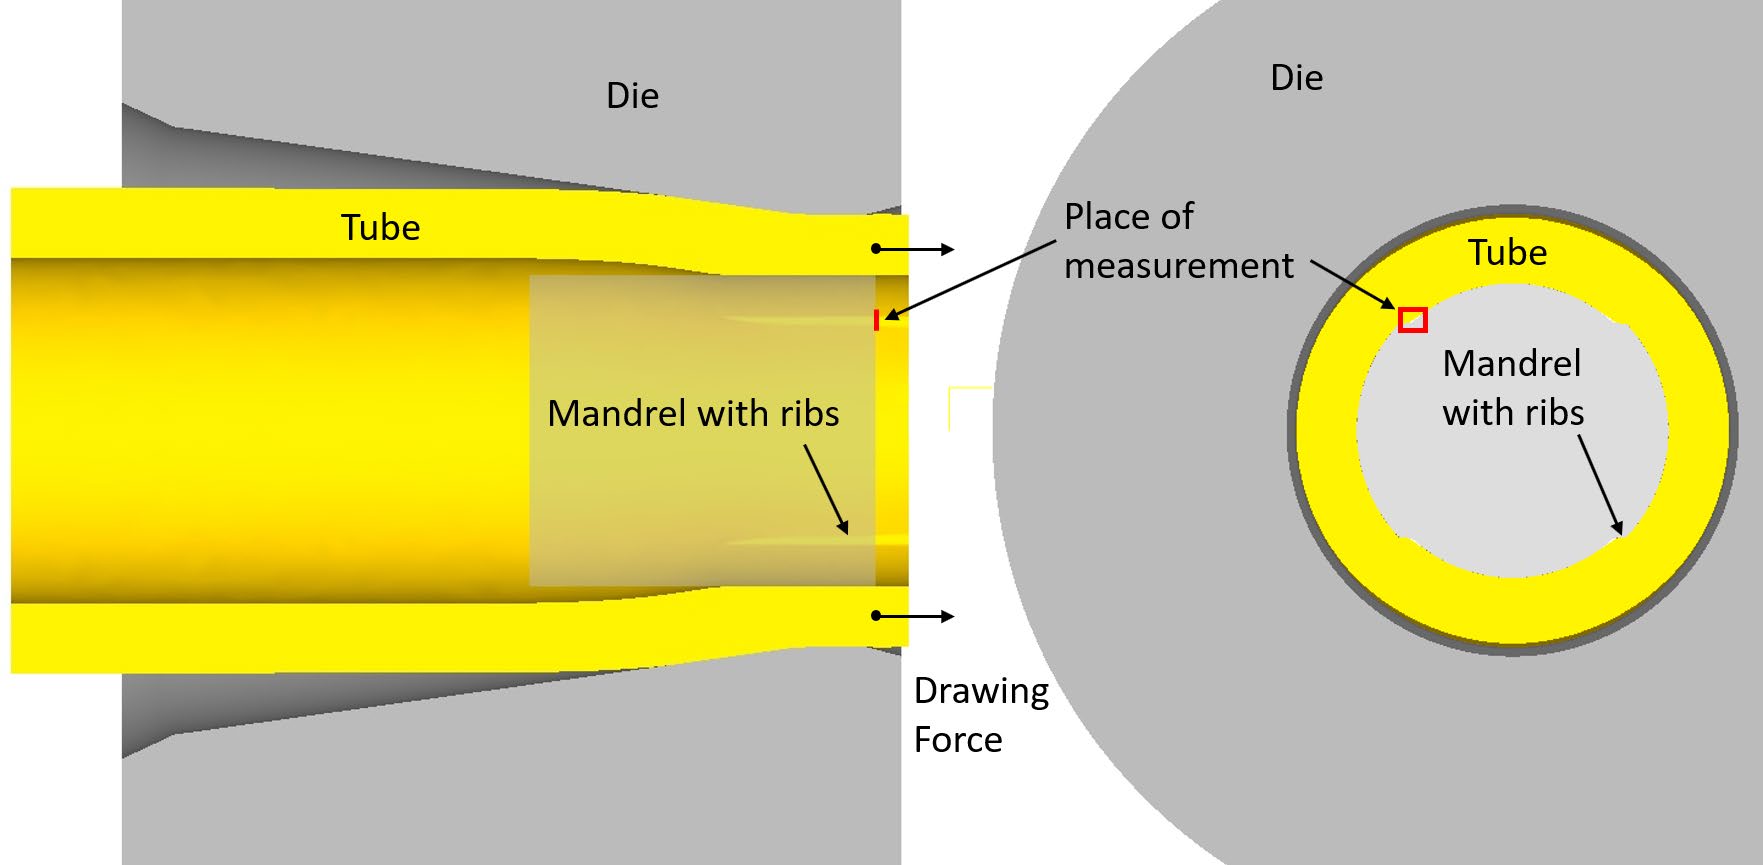 Die
Tube
Mandrel with ribs
Drawing
Force
Place of
measurement
Die
Tube
Mandrel
with ribs